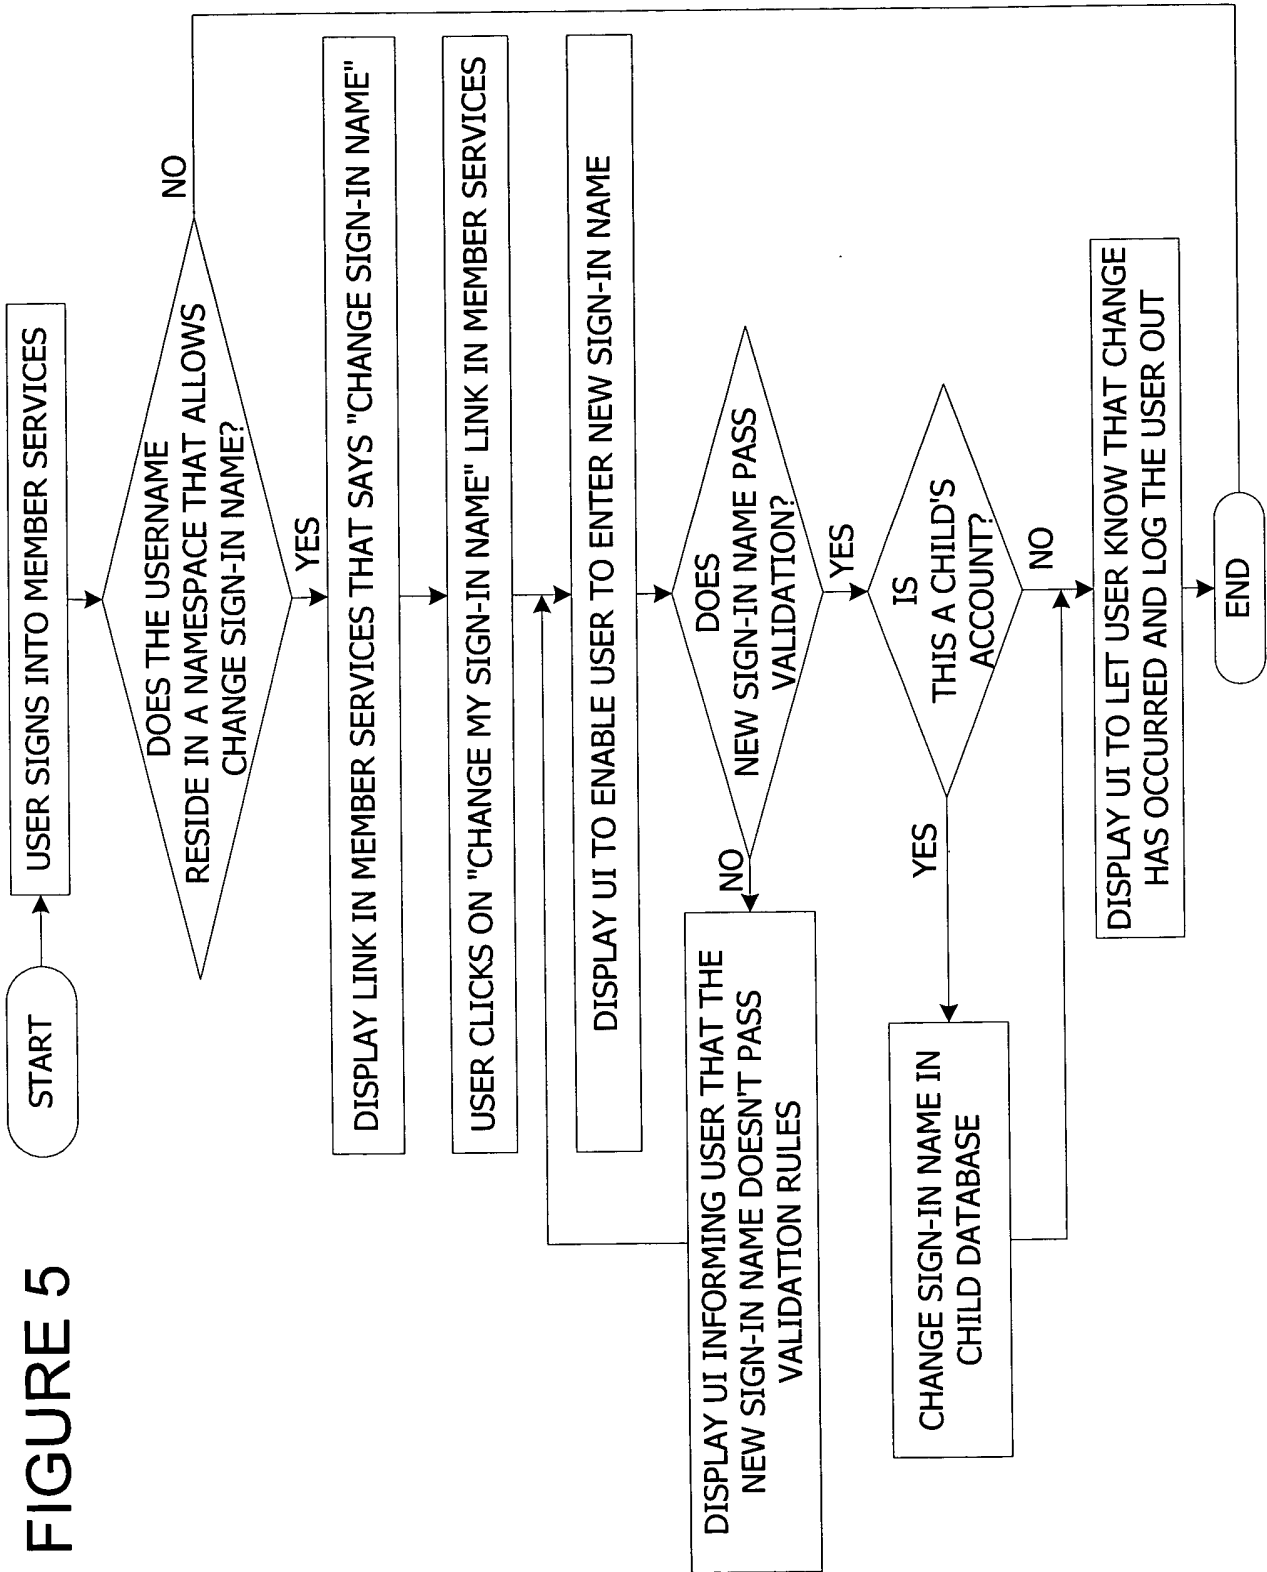 FIGURE 5
START
USER SIGNS INTO MEMBER SERVICES
DOES THE USERNAME
RESIDE IN A NAMESPACE THAT ALLOWS
CHANGE SIGN-IN NAME?
NO
YES
DISPLAY LINK IN MEMBER SERVICES THAT SAYS "CHANGE SIGN-IN NAME"
USER CLICKS ON "CHANGE MY SIGN-IN NAME" LINK IN MEMBER SERVICES
DISPLAY UI TO ENABLE USER TO ENTER NEW SIGN-IN NAME
DOES
NEW SIGN-IN NAME PASS
VALIDATION?
NO
DISPLAY UI INFORMING USER THAT THE
NEW SIGN-IN NAME DOESN'T PASS
VALIDATION RULES
YES
IS
THIS A CHILD'S
ACCOUNT?
YES
CHANGE SIGN-IN NAME IN
CHILD DATABASE
NO
DISPLAY UI TO LET USER KNOW THAT CHANGE
HAS OCCURRED AND LOG THE USER OUT
END